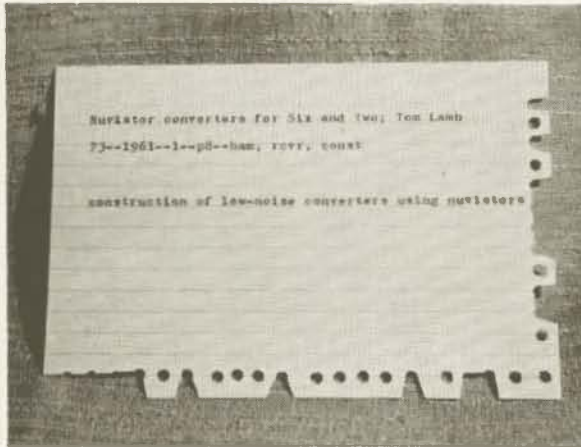 Nuvistor converters for Six and Two; Tom Lamb
73--1961--1--p8--ham, rcvr, const
construction of low-noise converters using nuvistors